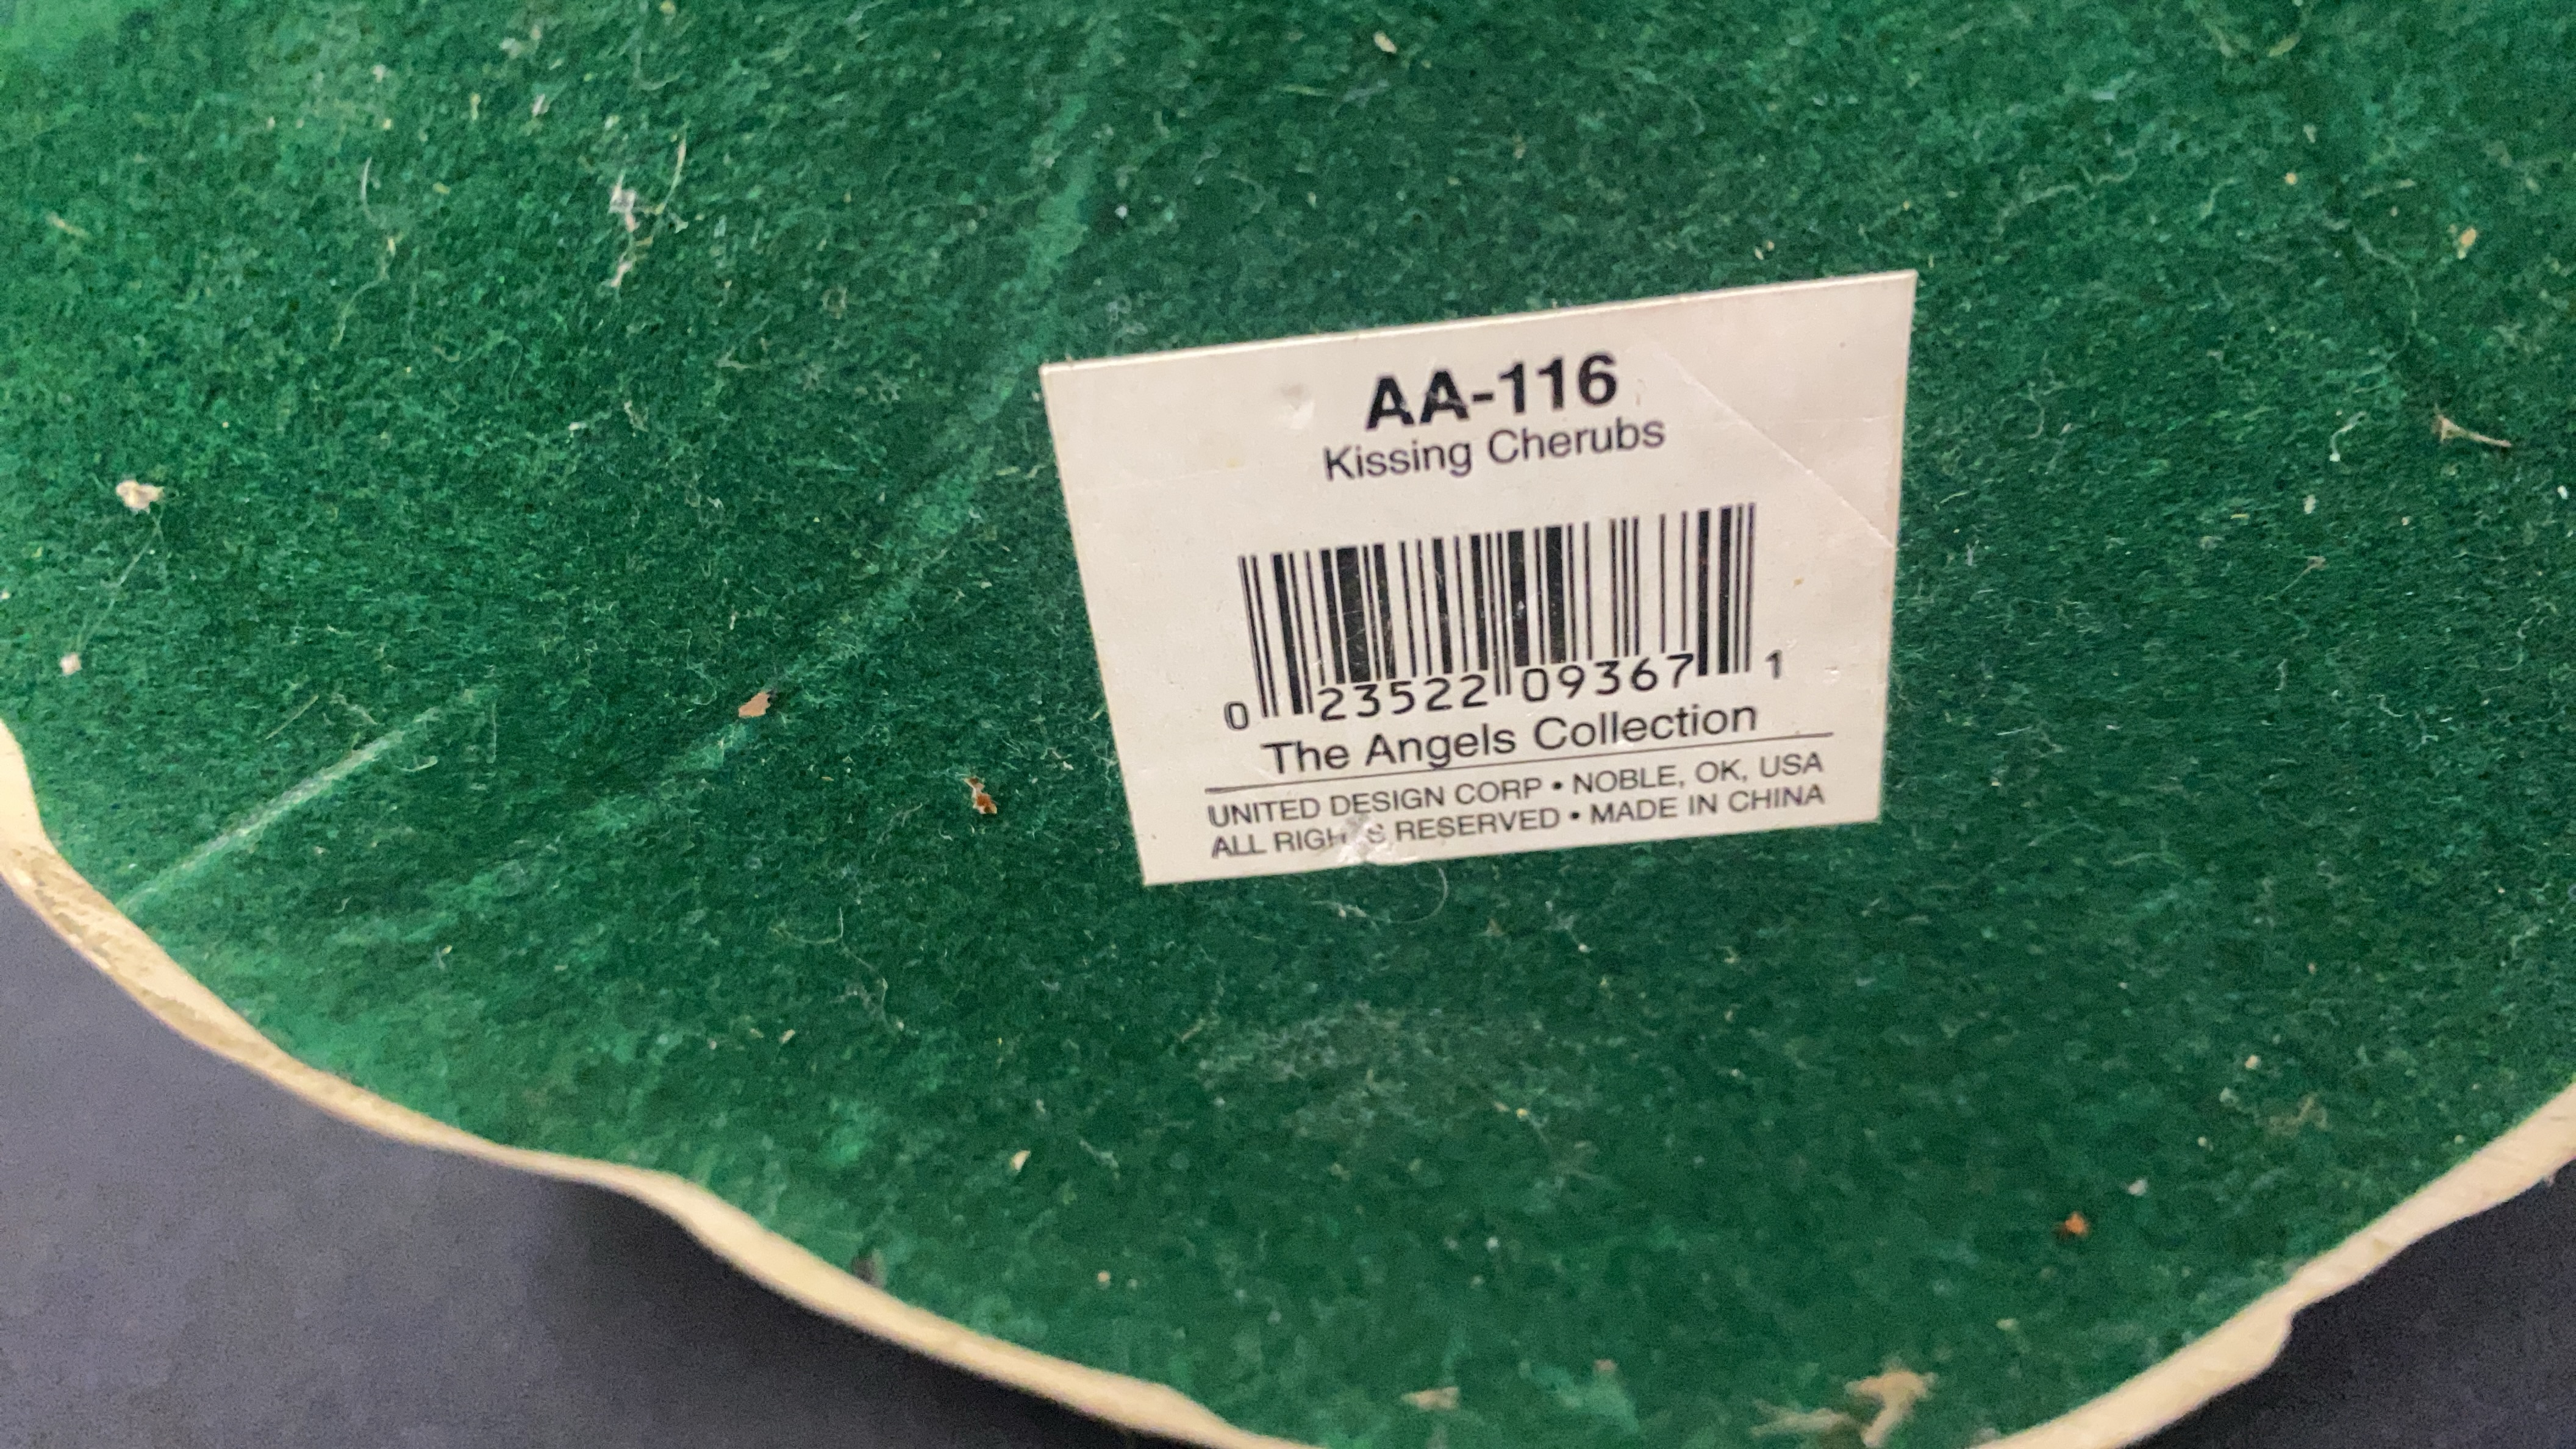 AA-116
Kissing Cherubs
0 23522 09367 1
The Angels Collection
UNITED DESIGN CORP • NOBLE, OK, USA
ALL RIGHTS RESERVED • MADE IN CHINA